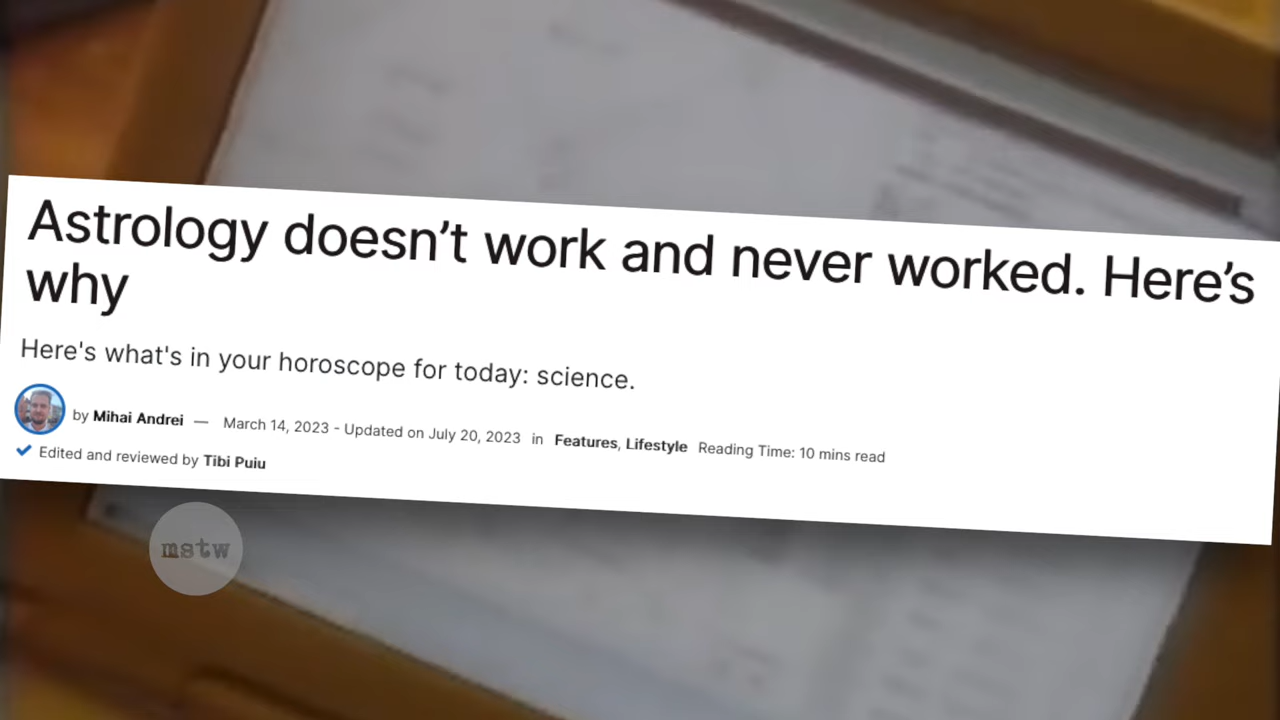 Astrology doesn’t work and never worked. Here’s
why
Here's what's in your horoscope for today: science.
by Mihai Andrei — March 14, 2023 - Updated on July 20, 2023 in Features, Lifestyle Reading Time: 10 mins read
Edited and reviewed by Tibi Puiu
mstw